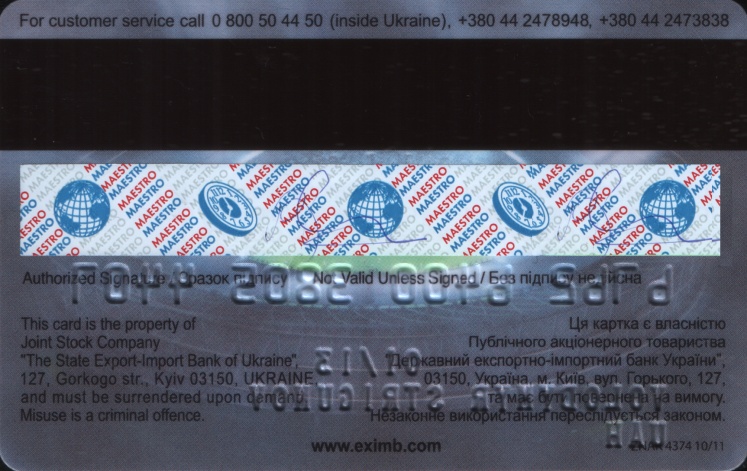 For customer service call 0 800 50 44 50 (inside Ukraine), +380 44 2478948, +380 44 2473838
MAESTRO
Authorized Signature / Зразок підпису Not Valid Unless Signed / Без підпису недійсна
This card is the property of
Joint Stock Company
"The State Export-Import Bank of Ukraine",
127, Gorkogo str., Kyiv 03150, UKRAINE
and must be surrendered upon demand.
Misuse is a criminal offence.
Ця картка є власністю
Публічного акціонерного товариства
"Державний експортно-імпортний банк України",
03150, Україна, м. Київ, вул. Горького, 127,
та має бути повернена на вимогу.
Незаконне використання переслідується законом.
www.eximb.com
4374 10/11